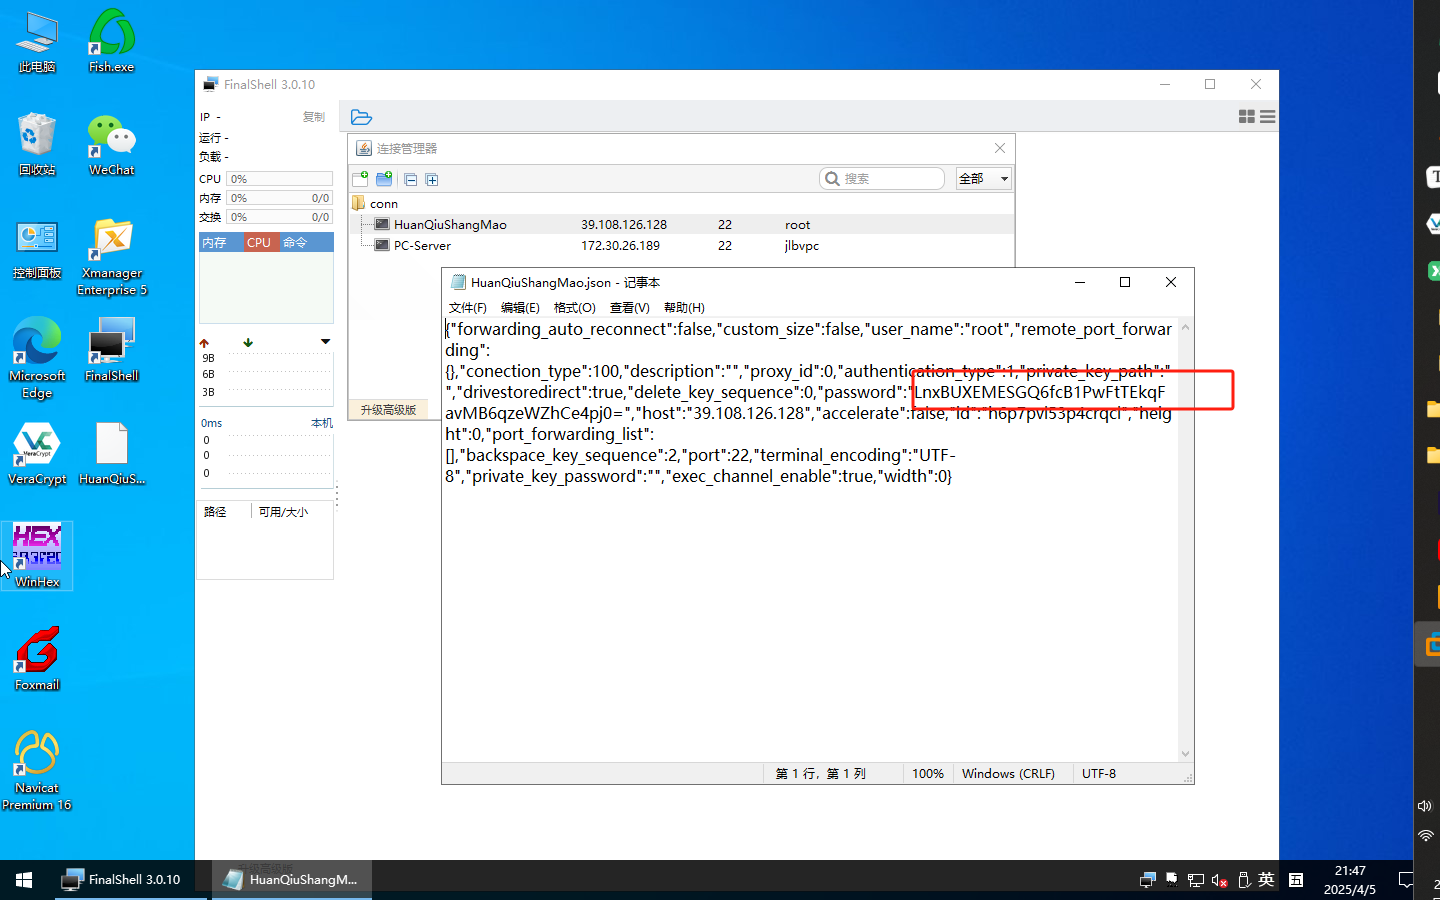 此电脑
Fish.exe
回收站
WeChat
控制面板
Xmanager
Enterprise 5
Microsoft
Edge
FinalShell
VeraCrypt
HuanQiuS...
WinHex
Foxmail
Navicat
Premium 16
FinalShell 3.0.10
IP -
复制
运行 -
负载 -
CPU 0%
内存 0% 0/0
交换 0% 0/0
内存 CPU 命令
9B
6B
3B
0ms 本机
0
0
0
路径 可用/大小
连接管理器
搜索
全部
conn
HuanQiuShangMao 39.108.126.128 22 root
PC-Server 172.30.26.189 22 jlbvpc
升级高级版
HuanQiuShangMao.json - 记事本
文件(F) 编辑(E) 格式(O) 查看(V) 帮助(H)
{"forwarding_auto_reconnect":false,"custom_size":false,"user_name":"root","remote_port_forwar
ding":
{},"conection_type":100,"description":"","proxy_id":0,"authentication_type":1,"private_key_path":"
","drivestoredirect":true,"delete_key_sequence":0,"password":"LnxBUXEMESGQ6fcB1PwFtTEkqF
avMB6qzeWZhCe4pj0=","host":"39.108.126.128","accelerate":false,"id":"h6p7pvl53p4crqcl","heig
ht":0,"port_forwarding_list":
[],"backspace_key_sequence":2,"port":22,"terminal_encoding":"UTF-
8","private_key_password":"","exec_channel_enable":true,"width":0}
第 1 行，第 1 列 100% Windows (CRLF) UTF-8
FinalShell 3.0.10
HuanQiuShangM...
英
五
21:47
2025/4/5